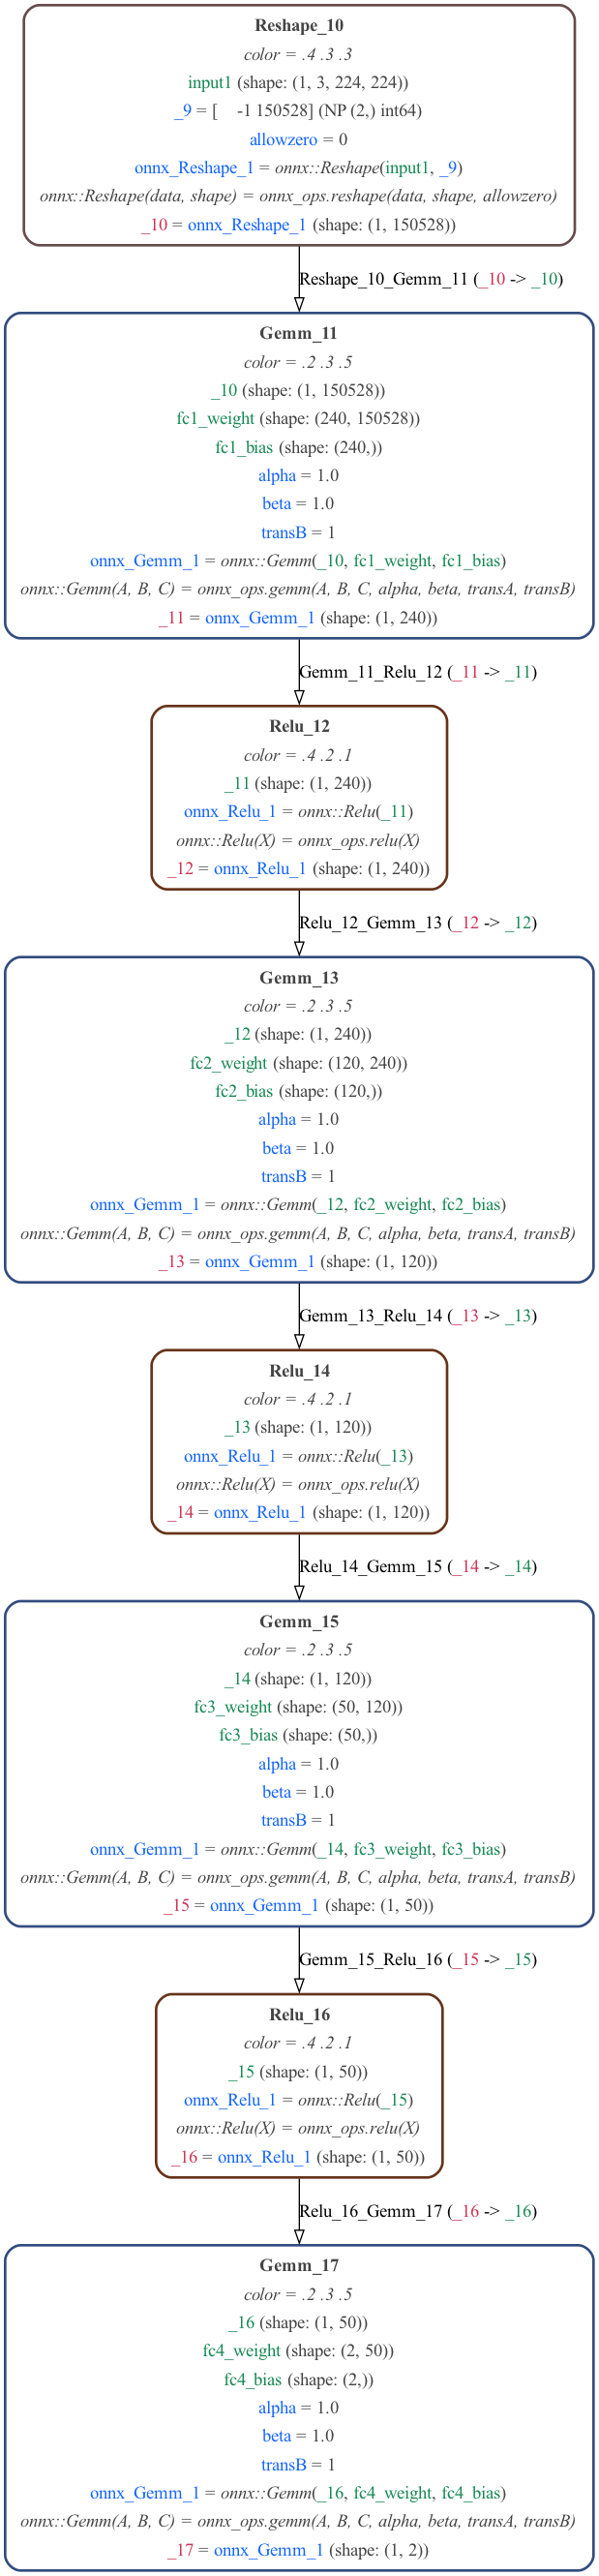 Reshape_10
color = .4 .3 .3
input1 (shape: (1, 3, 224, 224))
_9 = [    -1 150528] (NP (2,) int64)
allowzero = 0
onnx_Reshape_1 = onnx::Reshape(input1, _9)
onnx::Reshape(data, shape) = onnx_ops.reshape(data, shape, allowzero)
_10 = onnx_Reshape_1 (shape: (1, 150528))
Reshape_10_Gemm_11 (_10 -> _10)
Gemm_11
color = .2 .3 .5
_10 (shape: (1, 150528))
fc1_weight (shape: (240, 150528))
fc1_bias (shape: (240,))
alpha = 1.0
beta = 1.0
transB = 1
onnx_Gemm_1 = onnx::Gemm(_10, fc1_weight, fc1_bias)
onnx::Gemm(A, B, C) = onnx_ops.gemm(A, B, C, alpha, beta, transA, transB)
_11 = onnx_Gemm_1 (shape: (1, 240))
Gemm_11_Relu_12 (_11 -> _11)
Relu_12
color = .4 .2 .1
_11 (shape: (1, 240))
onnx_Relu_1 = onnx::Relu(_11)
onnx::Relu(X) = onnx_ops.relu(X)
_12 = onnx_Relu_1 (shape: (1, 240))
Relu_12_Gemm_13 (_12 -> _12)
Gemm_13
color = .2 .3 .5
_12 (shape: (1, 240))
fc2_weight (shape: (120, 240))
fc2_bias (shape: (120,))
alpha = 1.0
beta = 1.0
transB = 1
onnx_Gemm_1 = onnx::Gemm(_12, fc2_weight, fc2_bias)
onnx::Gemm(A, B, C) = onnx_ops.gemm(A, B, C, alpha, beta, transA, transB)
_13 = onnx_Gemm_1 (shape: (1, 120))
Gemm_13_Relu_14 (_13 -> _13)
Relu_14
color = .4 .2 .1
_13 (shape: (1, 120))
onnx_Relu_1 = onnx::Relu(_13)
onnx::Relu(X) = onnx_ops.relu(X)
_14 = onnx_Relu_1 (shape: (1, 120))
Relu_14_Gemm_15 (_14 -> _14)
Gemm_15
color = .2 .3 .5
_14 (shape: (1, 120))
fc3_weight (shape: (50, 120))
fc3_bias (shape: (50,))
alpha = 1.0
beta = 1.0
transB = 1
onnx_Gemm_1 = onnx::Gemm(_14, fc3_weight, fc3_bias)
onnx::Gemm(A, B, C) = onnx_ops.gemm(A, B, C, alpha, beta, transA, transB)
_15 = onnx_Gemm_1 (shape: (1, 50))
Gemm_15_Relu_16 (_15 -> _15)
Relu_16
color = .4 .2 .1
_15 (shape: (1, 50))
onnx_Relu_1 = onnx::Relu(_15)
onnx::Relu(X) = onnx_ops.relu(X)
_16 = onnx_Relu_1 (shape: (1, 50))
Relu_16_Gemm_17 (_16 -> _16)
Gemm_17
color = .2 .3 .5
_16 (shape: (1, 50))
fc4_weight (shape: (2, 50))
fc4_bias (shape: (2,))
alpha = 1.0
beta = 1.0
transB = 1
onnx_Gemm_1 = onnx::Gemm(_16, fc4_weight, fc4_bias)
onnx::Gemm(A, B, C) = onnx_ops.gemm(A, B, C, alpha, beta, transA, transB)
_17 = onnx_Gemm_1 (shape: (1, 2))